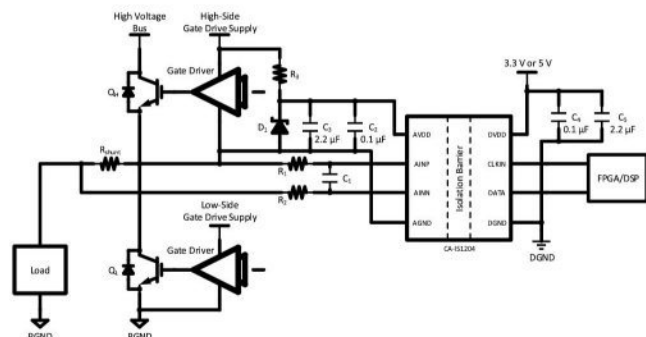 High Voltage
Bus
High-Side
Gate Drive Supply
Gate Driver
QH
R3
D1
C3
2.2 µF
C2
0.1 µF
3.3 V or 5 V
C4
0.1 µF
C5
2.2 µF
AVDD
AINP
AINN
AGND
Isolation Barrier
DVDD
CLKIN
DATA
DGND
CA-IS1204
FPGA/DSP
DGND
Rshunt
R1
R2
C1
Low-Side
Gate Drive Supply
Gate Driver
QL
Load
PGND
PGND